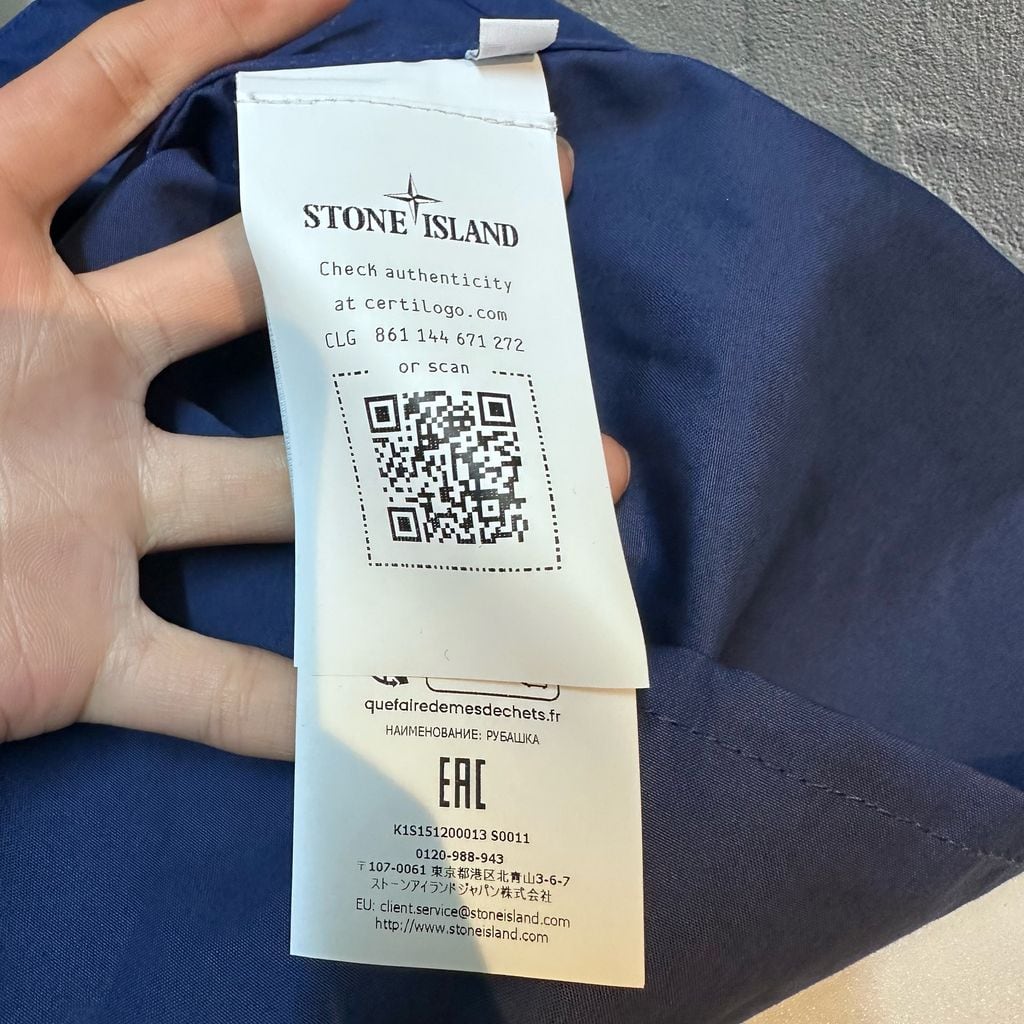 STONE ISLAND
Check authenticity
at certilogo.com
CLG 861 144 671 272
or scan
quefairedemesdechets.fr
НАИМЕНОВАНИЕ: РУБАШКА
EAC
K1S151200013 S0011
0120-988-943
〒107-0061 東京都港区北青山3-6-7
ストーンアイランドジャパン株式会社
EU: client.service@stoneisland.com
http://www.stoneisland.com